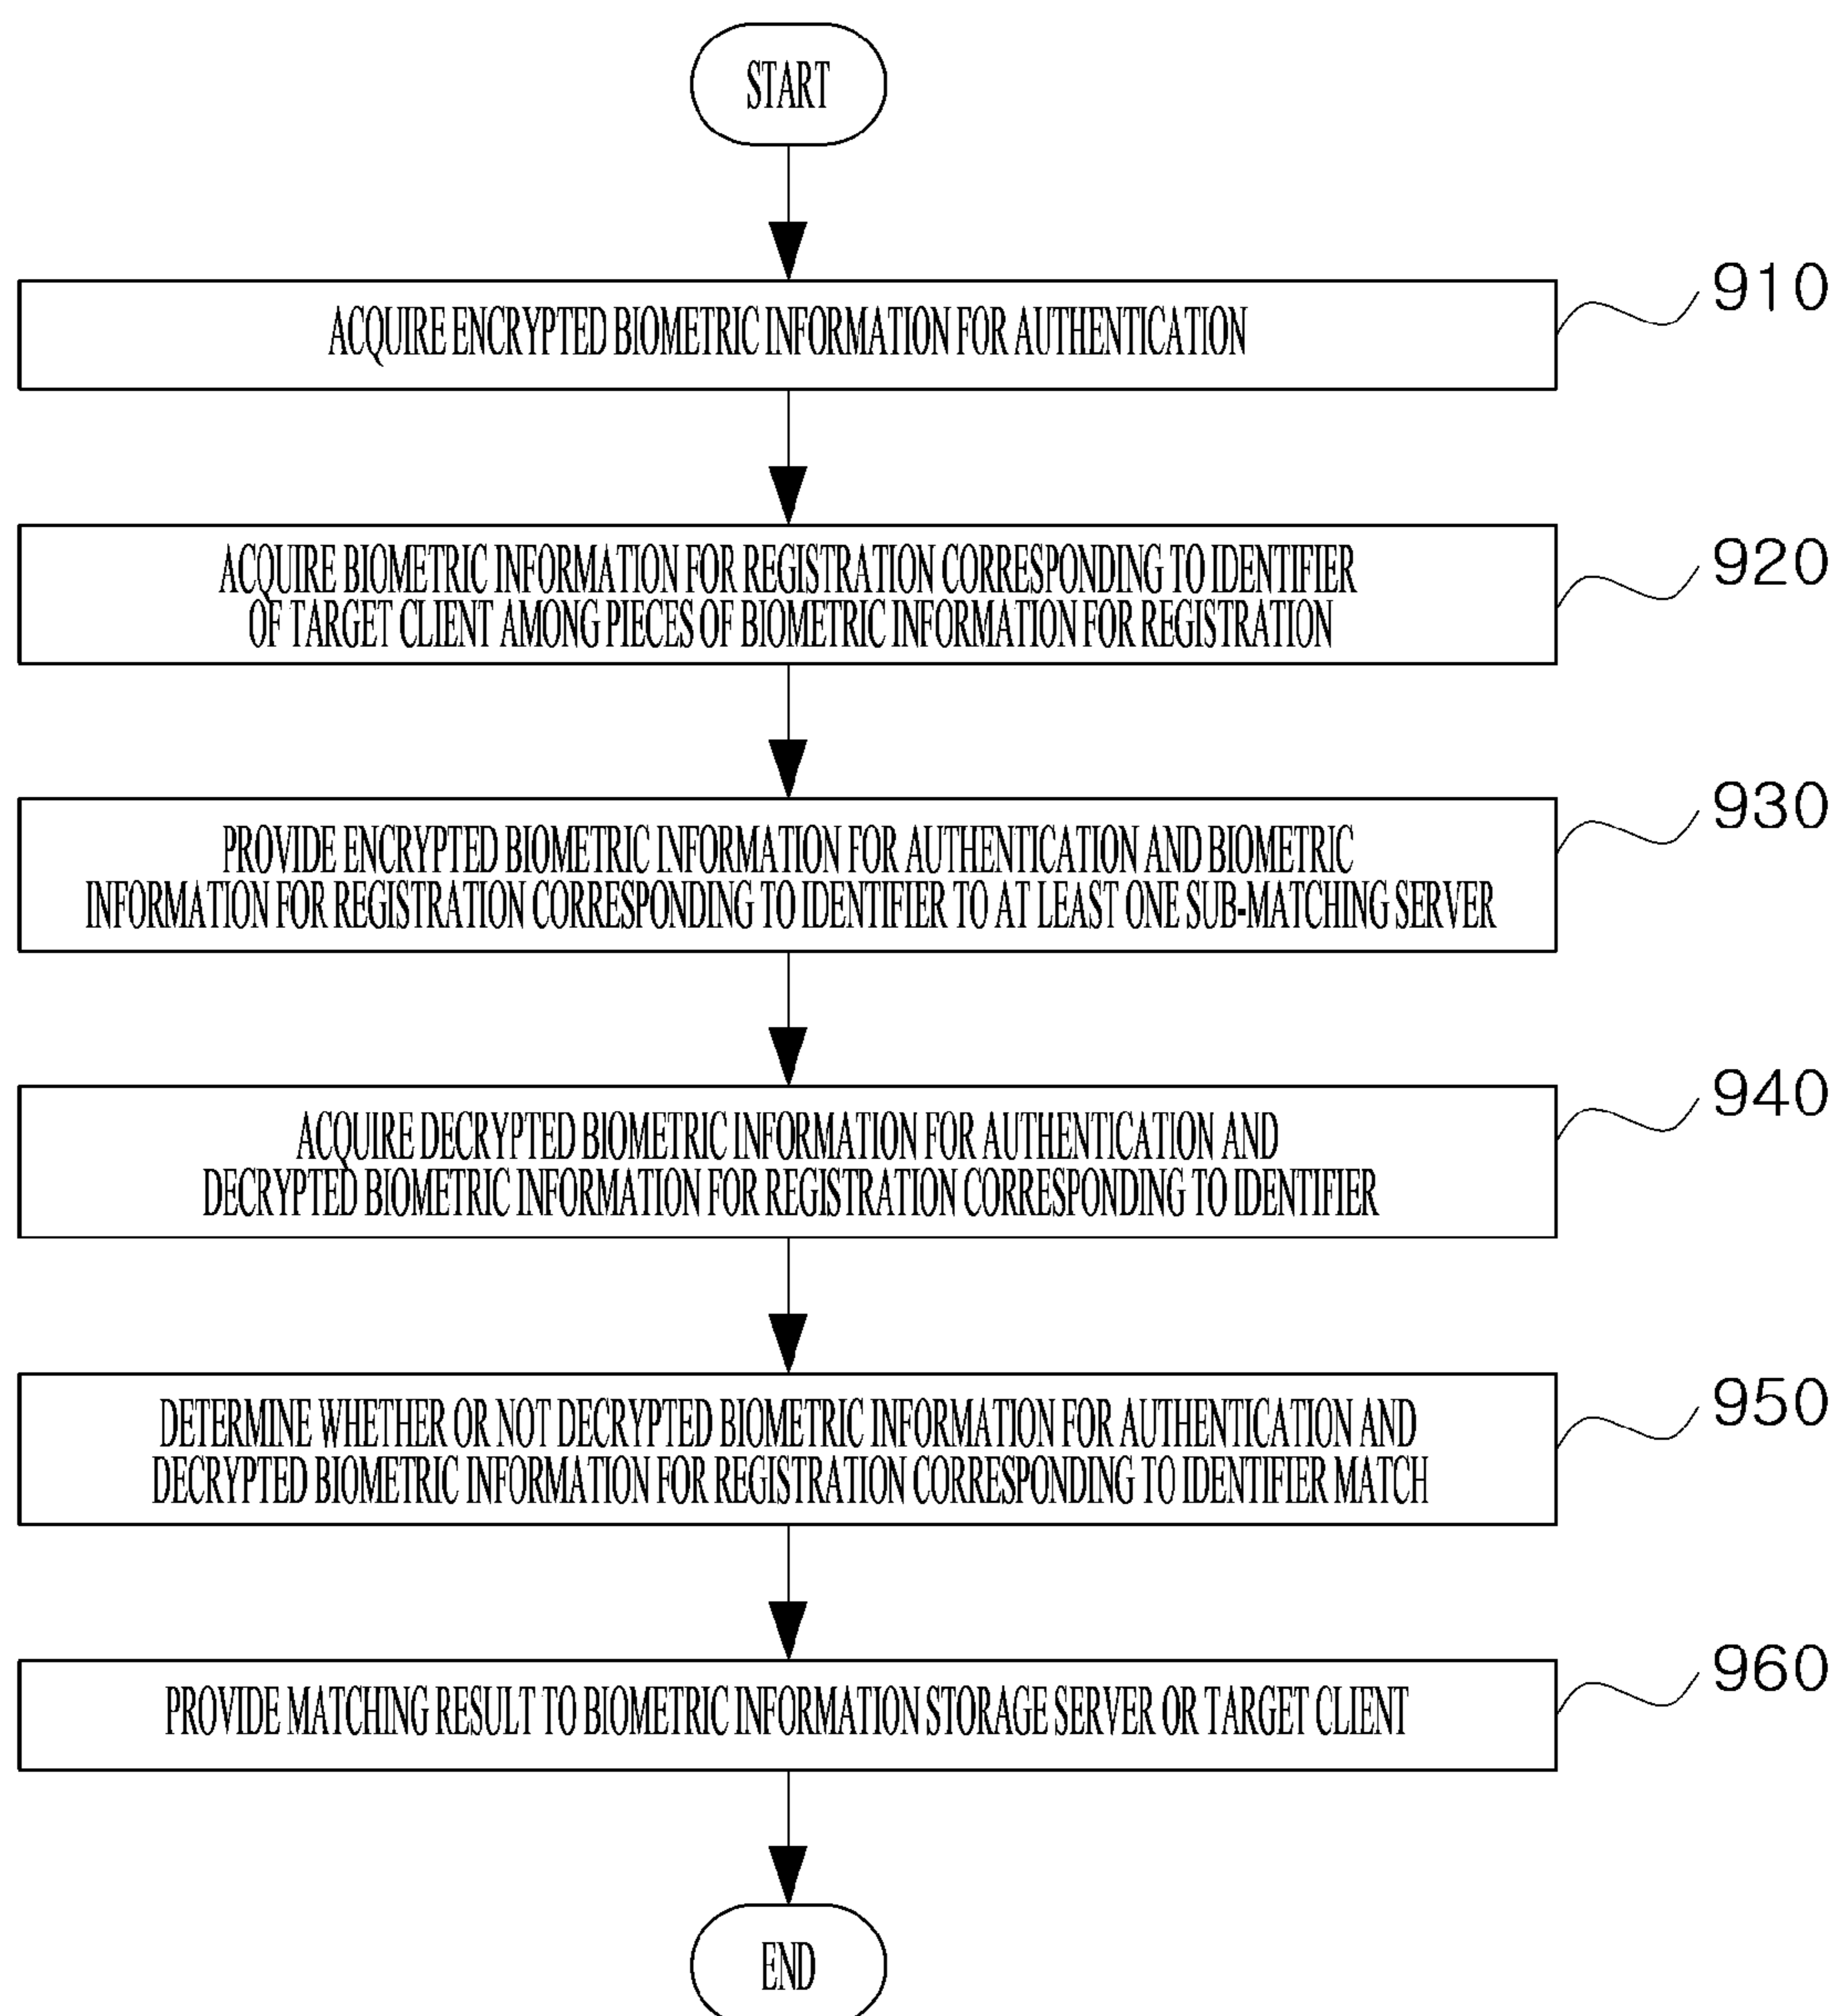 START
ACQUIRE ENCRYPTED BIOMETRIC INFORMATION FOR AUTHENTICATION
910
ACQUIRE BIOMETRIC INFORMATION FOR REGISTRATION CORRESPONDING TO IDENTIFIER
OF TARGET CLIENT AMONG PIECES OF BIOMETRIC INFORMATION FOR REGISTRATION
920
PROVIDE ENCRYPTED BIOMETRIC INFORMATION FOR AUTHENTICATION AND BIOMETRIC
INFORMATION FOR REGISTRATION CORRESPONDING TO IDENTIFIER TO AT LEAST ONE SUB-MATCHING SERVER
930
ACQUIRE DECRYPTED BIOMETRIC INFORMATION FOR AUTHENTICATION AND
DECRYPTED BIOMETRIC INFORMATION FOR REGISTRATION CORRESPONDING TO IDENTIFIER
940
DETERMINE WHETHER OR NOT DECRYPTED BIOMETRIC INFORMATION FOR AUTHENTICATION AND
DECRYPTED BIOMETRIC INFORMATION FOR REGISTRATION CORRESPONDING TO IDENTIFIER MATCH
950
PROVIDE MATCHING RESULT TO BIOMETRIC INFORMATION STORAGE SERVER OR TARGET CLIENT
960
END